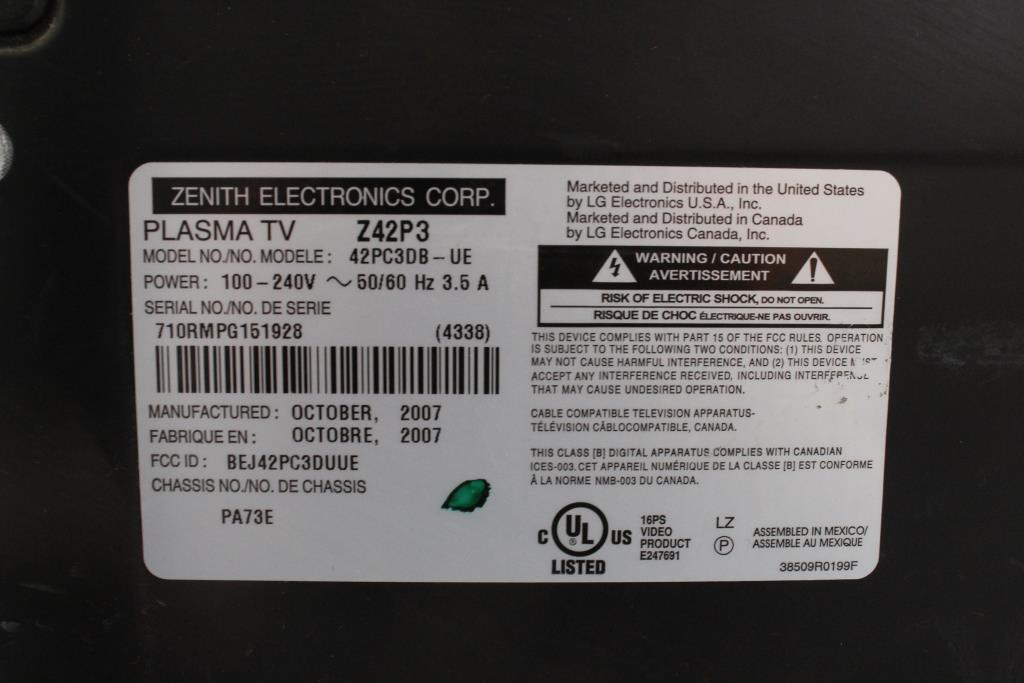 ZENITH ELECTRONICS CORP.
PLASMA TV Z42P3
MODEL NO./NO. MODELE : 42PC3DB-UE
POWER : 100-240V ~ 50/60 Hz 3.5 A
SERIAL NO./NO. DE SERIE
710RMPG151928 (4338)
MANUFACTURED : OCTOBER, 2007
FABRIQUE EN : OCTOBRE, 2007
FCC ID : BEJ42PC3DUUE
CHASSIS NO./NO. DE CHASSIS
PA73E
Marketed and Distributed in the United States
by LG Electronics U.S.A., Inc.
Marketed and Distributed in Canada
by LG Electronics Canada, Inc.
WARNING / CAUTION
AVERTISSEMENT
RISK OF ELECTRIC SHOCK, DO NOT OPEN.
RISQUE DE CHOC ÉLECTRIQUE-NE PAS OUVRIR.
THIS DEVICE COMPLIES WITH PART 15 OF THE FCC RULES. OPERATION
IS SUBJECT TO THE FOLLOWING TWO CONDITIONS: (1) THIS DEVICE
MAY NOT CAUSE HARMFUL INTERFERENCE, AND (2) THIS DEVICE MUST
ACCEPT ANY INTERFERENCE RECEIVED, INCLUDING INTERFERENCE
THAT MAY CAUSE UNDESIRED OPERATION.
CABLE COMPATIBLE TELEVISION APPARATUS-
TÉLÉVISION CÂBLOCOMPATIBLE, CANADA.
THIS CLASS [B] DIGITAL APPARATUS COMPLIES WITH CANADIAN
ICES-003.CET APPAREIL NUMÉRIQUE DE LA CLASSE [B] EST CONFORME
À LA NORME NMB-003 DU CANADA.
C UL US
LISTED
16PS
VIDEO
PRODUCT
E247691
LZ
P
ASSEMBLED IN MEXICO/
ASSEMBLE AU MEXIQUE
38509R0199F